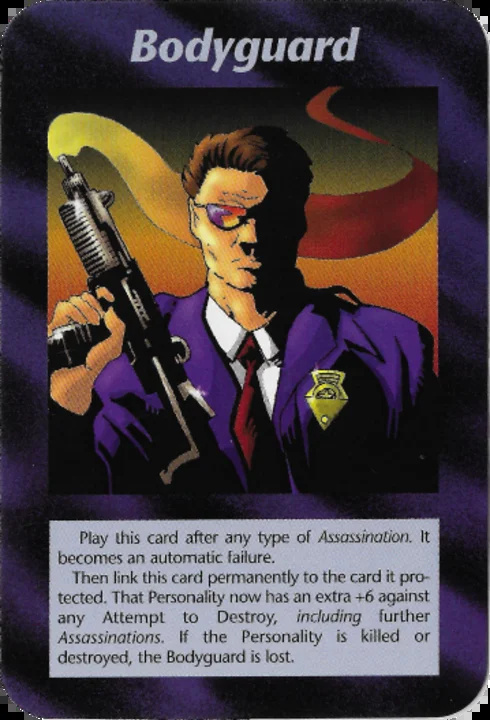 Bodyguard
Play this card after any type of Assassination. It
becomes an automatic failure.
Then link this card permanently to the card it pro-
tected. That Personality now has an extra +6 against
any Attempt to Destroy, including further
Assassinations. If the Personality is killed or
destroyed, the Bodyguard is lost.